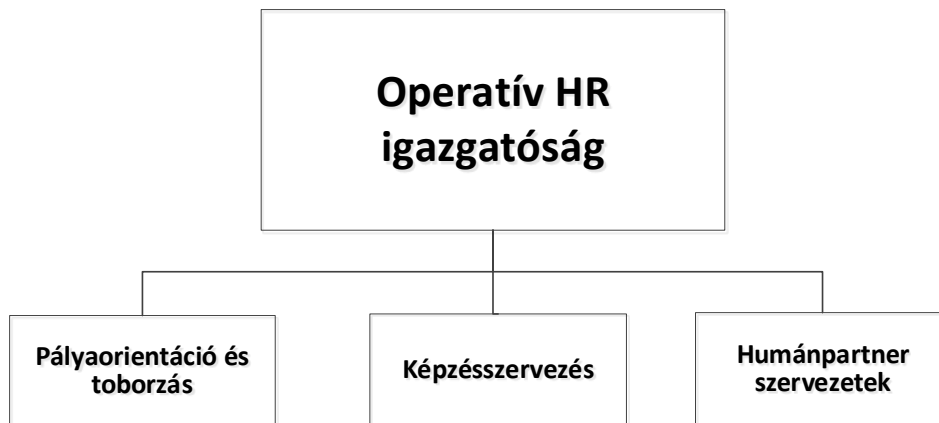 Operatív HR
igazgatóság
Pályaorientáció és
toborzás
Képzésszervezés
Humánpartner
szervezetek